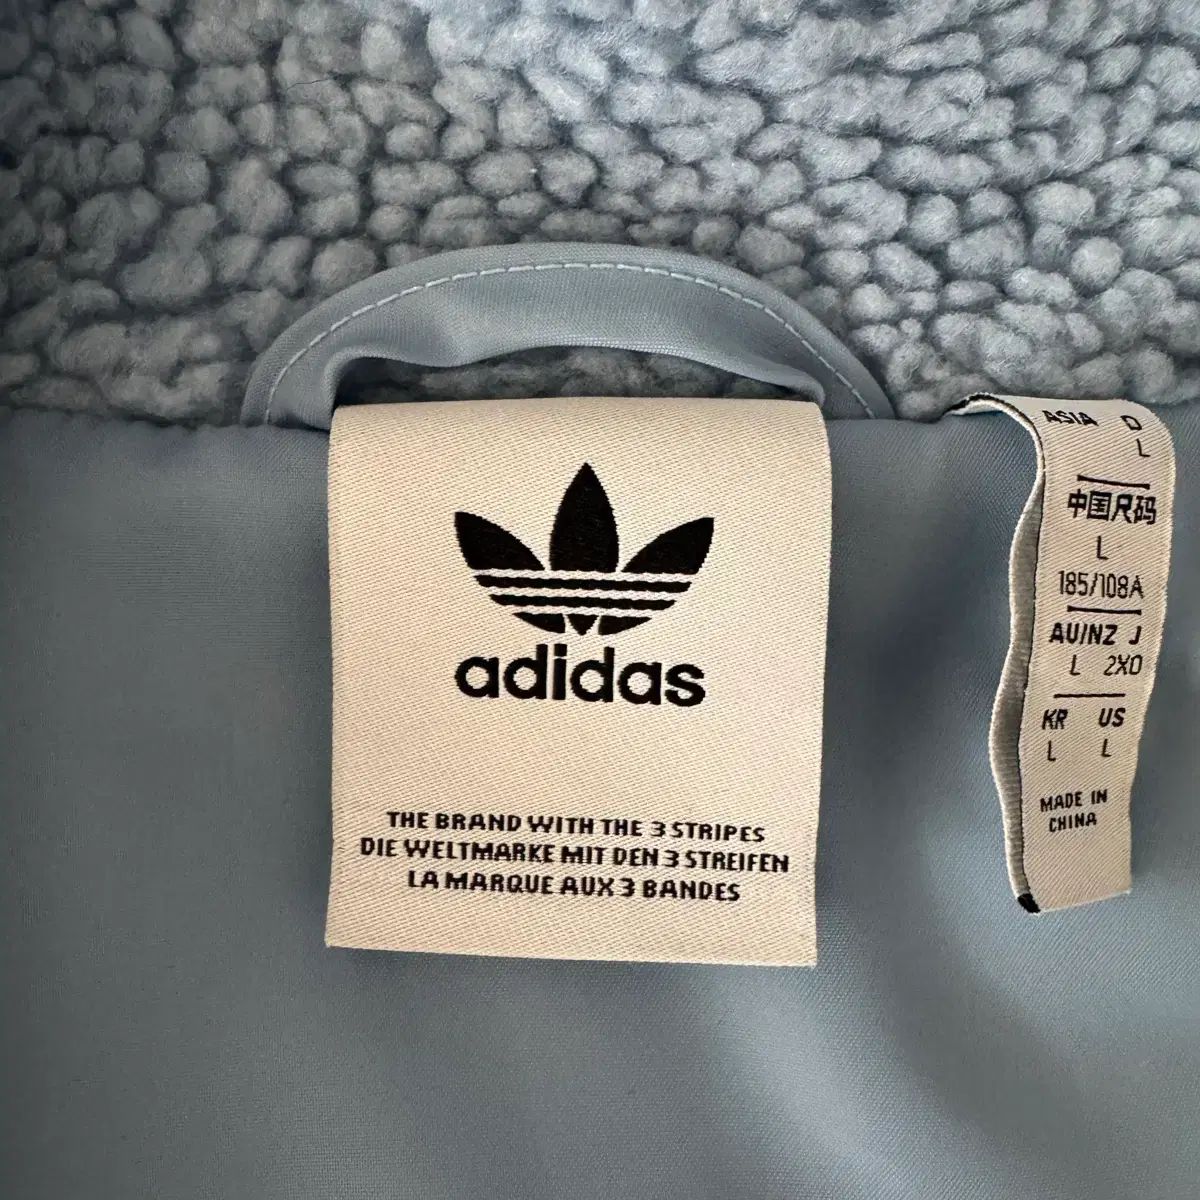 adidas
THE BRAND WITH THE 3 STRIPES
DIE WELTMARKE MIT DEN 3 STREIFEN
LA MARQUE AUX 3 BANDES
ASIA D
L
中国尺码
L
185/108A
AU/NZ J
L 2XO
KR US
L L
MADE IN
CHINA